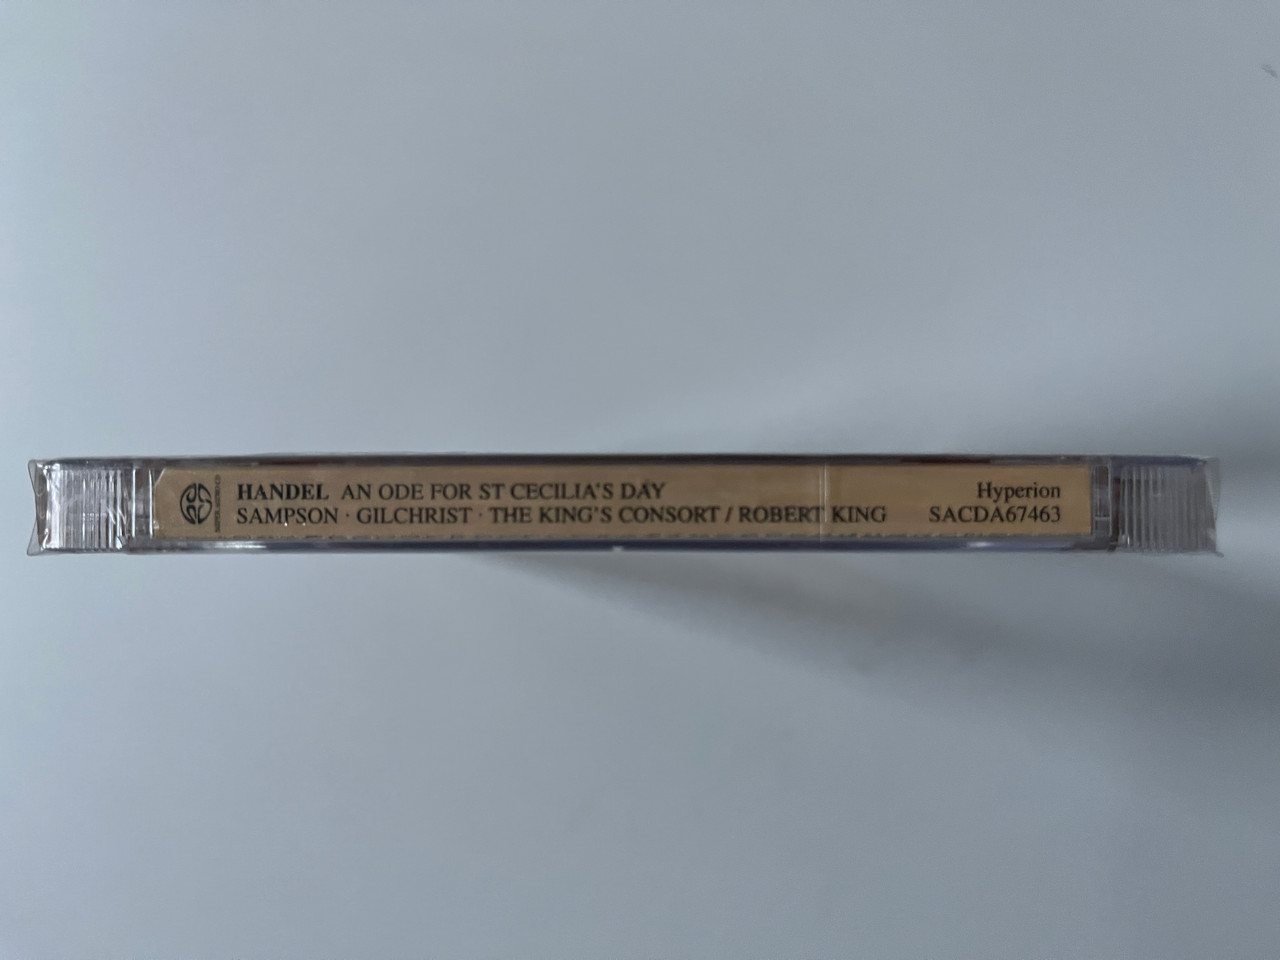 HANDEL AN ODE FOR ST CECILIA'S DAY
SAMPSON · GILCHRIST · THE KING'S CONSORT / ROBERT KING
Hyperion
SACDA67463